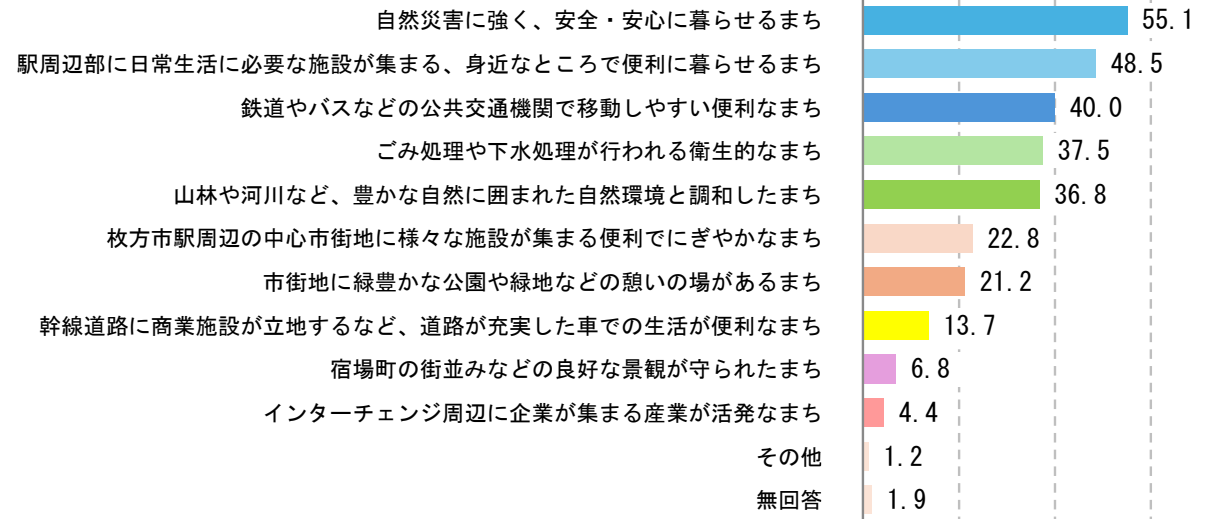 自然災害に強く、安全・安心に暮らせるまち 55.1
駅周辺部に日常生活に必要な施設が集まる、身近なところで便利に暮らせるまち 48.5
鉄道やバスなどの公共交通機関で移動しやすい便利なまち 40.0
ごみ処理や下水処理が行われる衛生的なまち 37.5
山林や河川など、豊かな自然に囲まれた自然環境と調和したまち 36.8
枚方市駅周辺の中心市街地に様々な施設が集まる便利でにぎやかなまち 22.8
市街地に緑豊かな公園や緑地などの憩いの場があるまち 21.2
幹線道路に商業施設が立地するなど、道路が充実した車での生活が便利なまち 13.7
宿場町の街並みなどの良好な景観が守られたまち 6.8
インターチェンジ周辺に企業が集まる産業が活発なまち 4.4
その他 1.2
無回答 1.9